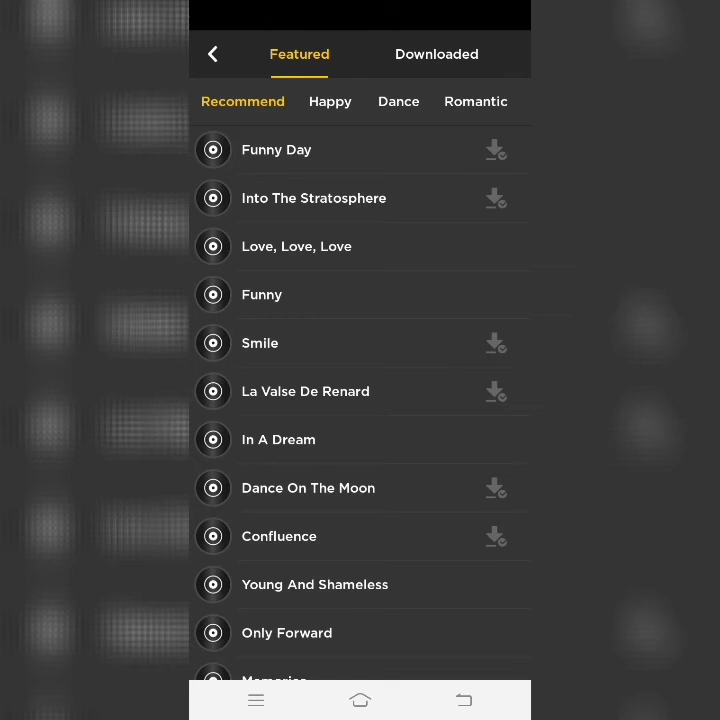 Featured Downloaded
Recommend Happy Dance Romantic
Funny Day
Into The Stratosphere
Love, Love, Love
Funny
Smile
La Valse De Renard
In A Dream
Dance On The Moon
Confluence
Young And Shameless
Only Forward
Memories